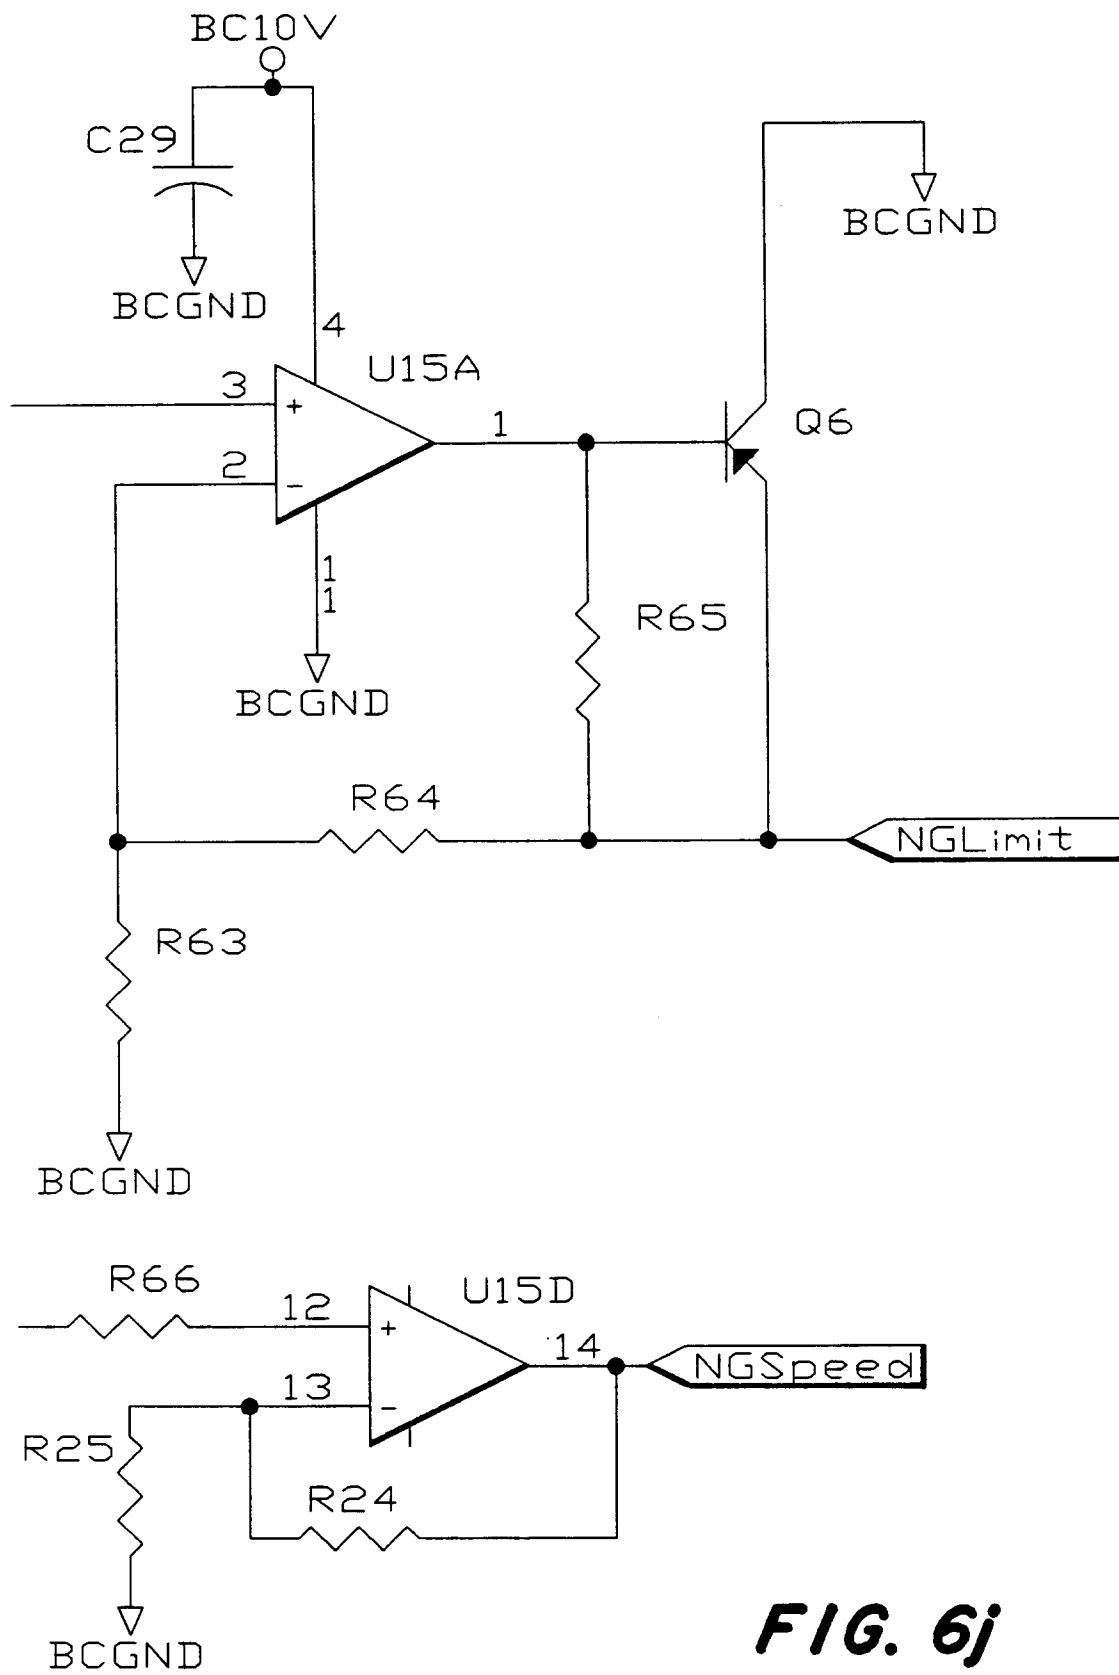 BC10V
C29
BCGND
BCGND
4
U15A
3
+
1
Q6
2
-
1
1
R65
BCGND
R64
NGLimit
R63
BCGND
R66
12
U15D
+
14
NGSpeed
13
-
R25
R24
BCGND
FIG. 6j